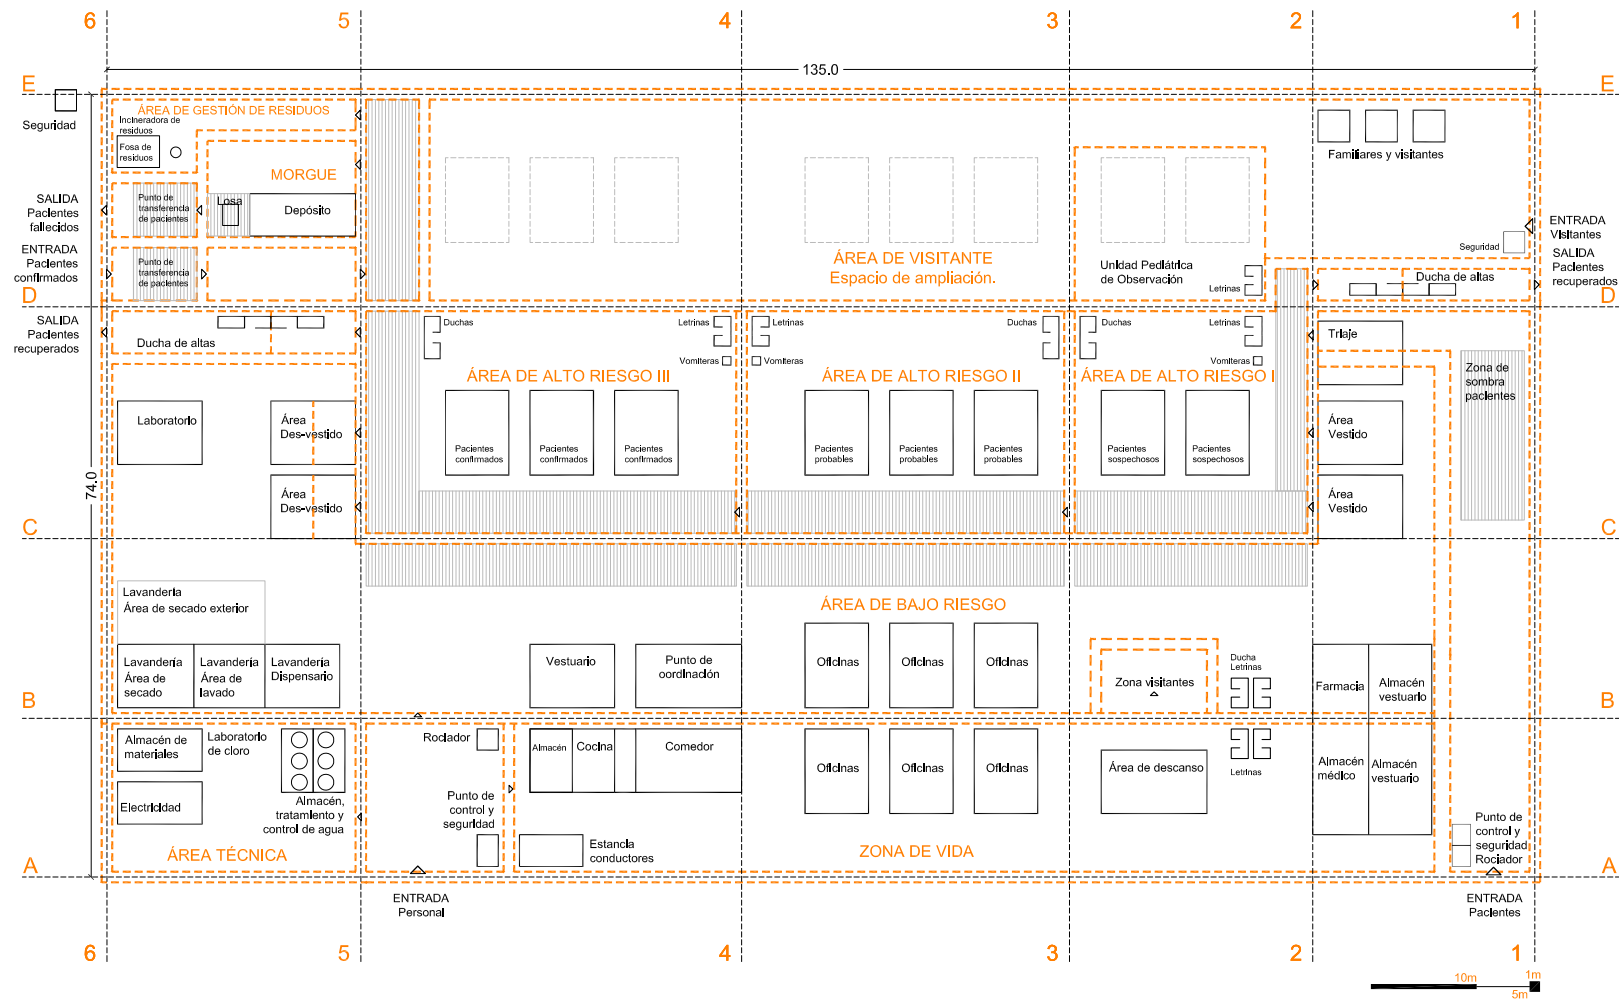 6
5
4
3
2
1
135.0
E
E
Seguridad
ÁREA DE GESTIÓN DE RESIDUOS
Incineradora de
residuos
Fosa de
residuos
MORGUE
Familiares y visitantes
SALIDA
Pacientes
fallecidos
Punto de
transferencia
de pacientes
Losa
Depósito
ENTRADA
Visitantes
Seguridad
ENTRADA
Pacientes
confirmados
Punto de
transferencia
de pacientes
ÁREA DE VISITANTE
Espacio de ampliación.
Unidad Pediátrica
de Observación
Letrinas
Ducha de altas
SALIDA
Pacientes
recuperados
D
D
SALIDA
Pacientes
recuperados
Ducha de altas
Duchas
Letrinas
Vomiteras
Letrinas
Vomiteras
Duchas
Duchas
Letrinas
Vomiteras
Triaje
ÁREA DE ALTO RIESGO III
ÁREA DE ALTO RIESGO II
ÁREA DE ALTO RIESGO I
Zona de
sombra
pacientes
Laboratorio
Área
Des-vestido
Pacientes
confirmados
Pacientes
confirmados
Pacientes
confirmados
Pacientes
probables
Pacientes
probables
Pacientes
probables
Pacientes
sospechosos
Pacientes
sospechosos
Área
Vestido
74.0
Área
Des-vestido
Área
Vestido
C
C
Lavandería
Área de secado exterior
ÁREA DE BAJO RIESGO
Lavandería
Área de
secado
Lavandería
Área de
lavado
Lavandería
Dispensario
Vestuario
Punto de
oordinación
Oficinas
Oficinas
Oficinas
Zona visitantes
Ducha
Letrinas
Farmacia
Almacén
vestuario
B
B
Almacén de
materiales
Laboratorio
de cloro
Rociador
Almacén
Cocina
Comedor
Oficinas
Oficinas
Oficinas
Área de descanso
Letrinas
Almacén
médico
Almacén
vestuario
Electricidad
Almacén,
tratamiento y
control de agua
Punto de
control y
seguridad
Estancia
conductores
Punto de
control y
seguridad
Rociador
ÁREA TÉCNICA
ZONA DE VIDA
A
A
ENTRADA
Personal
ENTRADA
Pacientes
6
5
4
3
2
1
10m
1m
5m